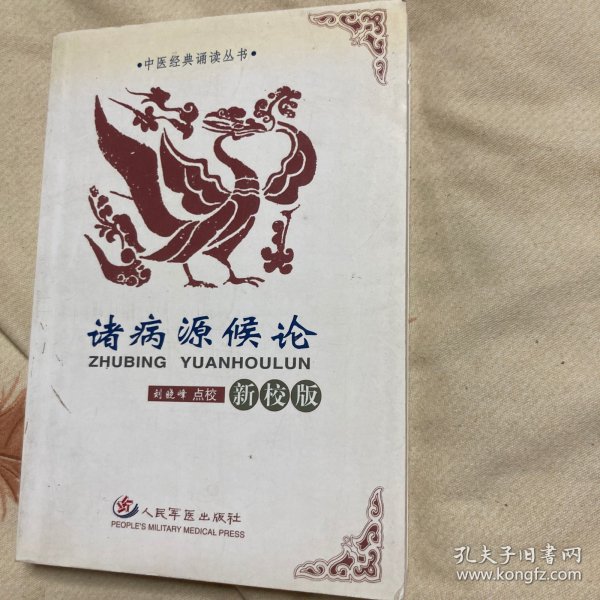 •中医经典诵读丛书•
诸病源候论
ZHUBING YUANHOULUN
刘晓峰 点校 新校版
人民军医出版社
PEOPLE'S MILITARY MEDICAL PRESS
孔夫子旧书网
www.kongfz.com